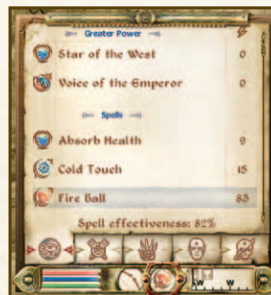 Greater Power
Star of the West 0
Voice of the Emperor 0
Spells
Absorb Health 9
Cold Touch 15
Fire Ball 83
Spell effectiveness: 82%
SW W